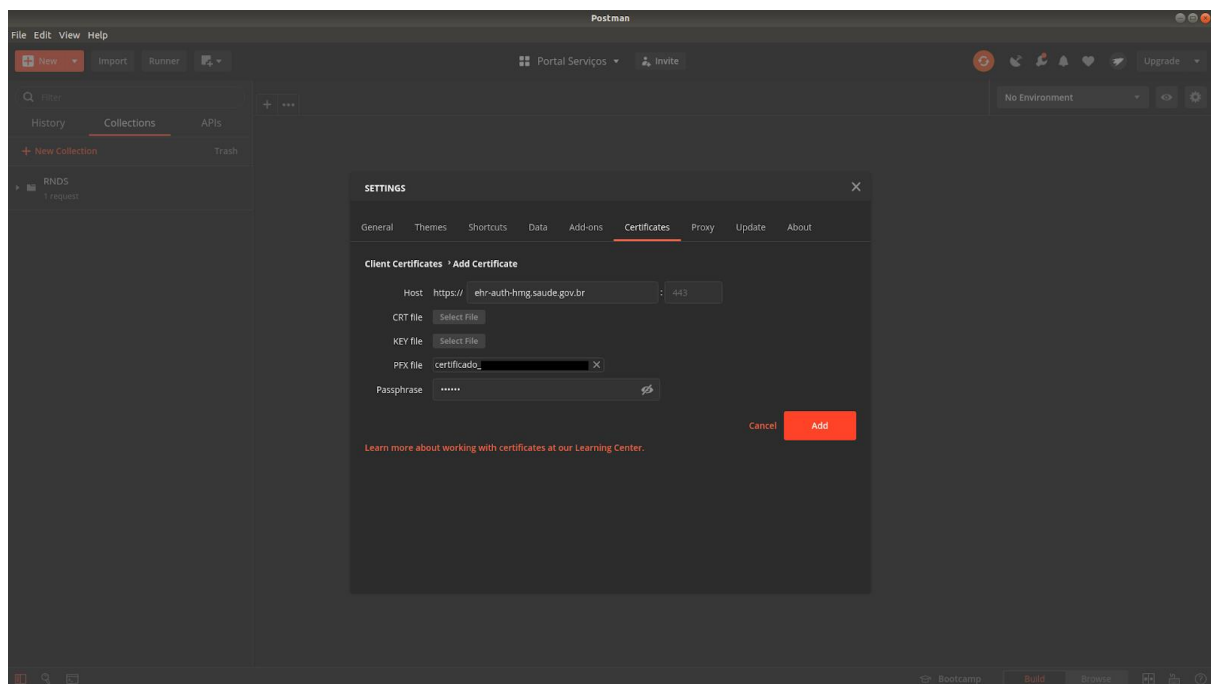 Postman
File Edit View Help
New Import Runner Portal Serviços Invite Upgrade
Filter
No Environment
History Collections APIs
+ New Collection Trash
RNDS
1 request
SETTINGS
General Themes Shortcuts Data Add-ons Certificates Proxy Update About
Client Certificates > Add Certificate
Host https:// ehr-auth-hmg.saude.gov.br : 443
CRT file Select File
KEY file Select File
PFX file certificado_
Passphrase ••••••
Cancel Add
Learn more about working with certificates at our Learning Center.
Bootcamp Build Browse